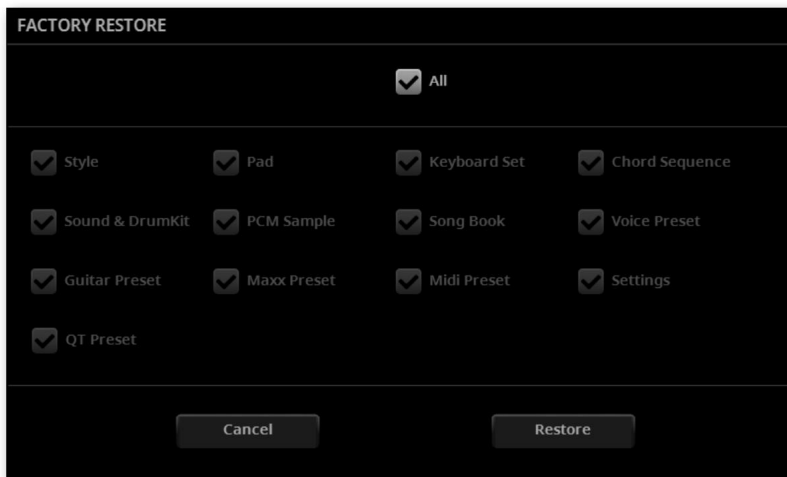 FACTORY RESTORE
All
Style Pad Keyboard Set Chord Sequence
Sound & DrumKit PCM Sample Song Book Voice Preset
Guitar Preset Maxx Preset Midi Preset Settings
QT Preset
Cancel Restore